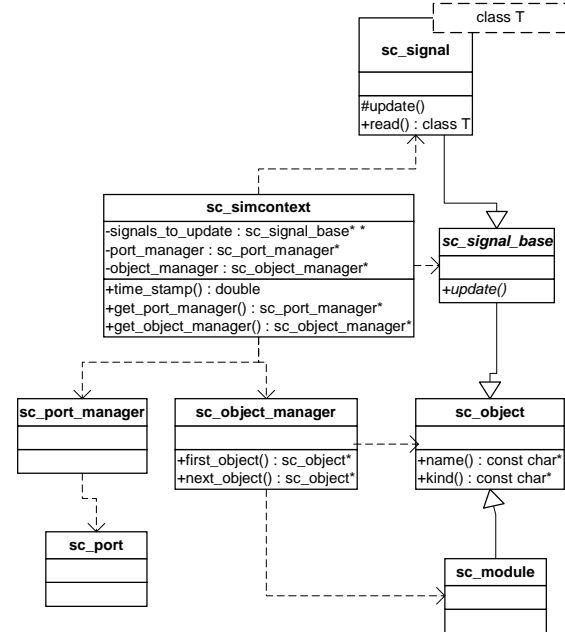 class T
sc_signal
#update()
+read() : class T
sc_simcontext
-signals_to_update : sc_signal_base* *
-port_manager : sc_port_manager*
-object_manager : sc_object_manager*
+time_stamp() : double
+get_port_manager() : sc_port_manager*
+get_object_manager() : sc_object_manager*
sc_signal_base
+update()
sc_port_manager
sc_object_manager
+first_object() : sc_object*
+next_object() : sc_object*
sc_object
+name() : const char*
+kind() : const char*
sc_port
sc_module